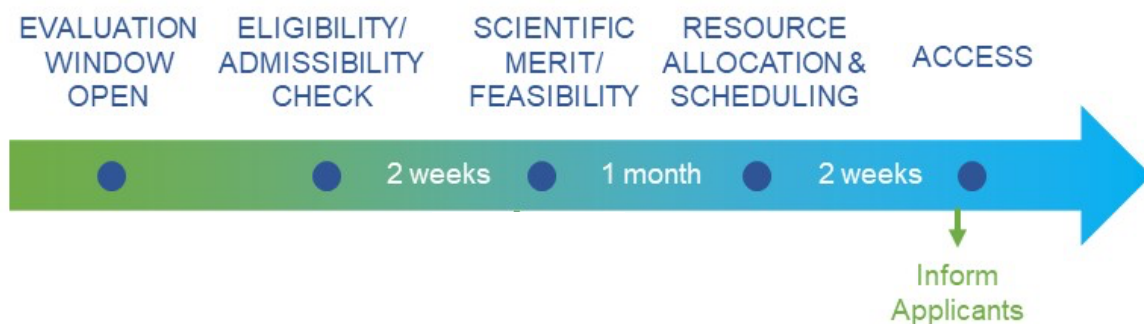 EVALUATION
WINDOW
OPEN
ELIGIBILITY/
ADMISSIBILITY
CHECK
SCIENTIFIC
MERIT/
FEASIBILITY
RESOURCE
ALLOCATION &
SCHEDULING
ACCESS
2 weeks
1 month
2 weeks
Inform
Applicants